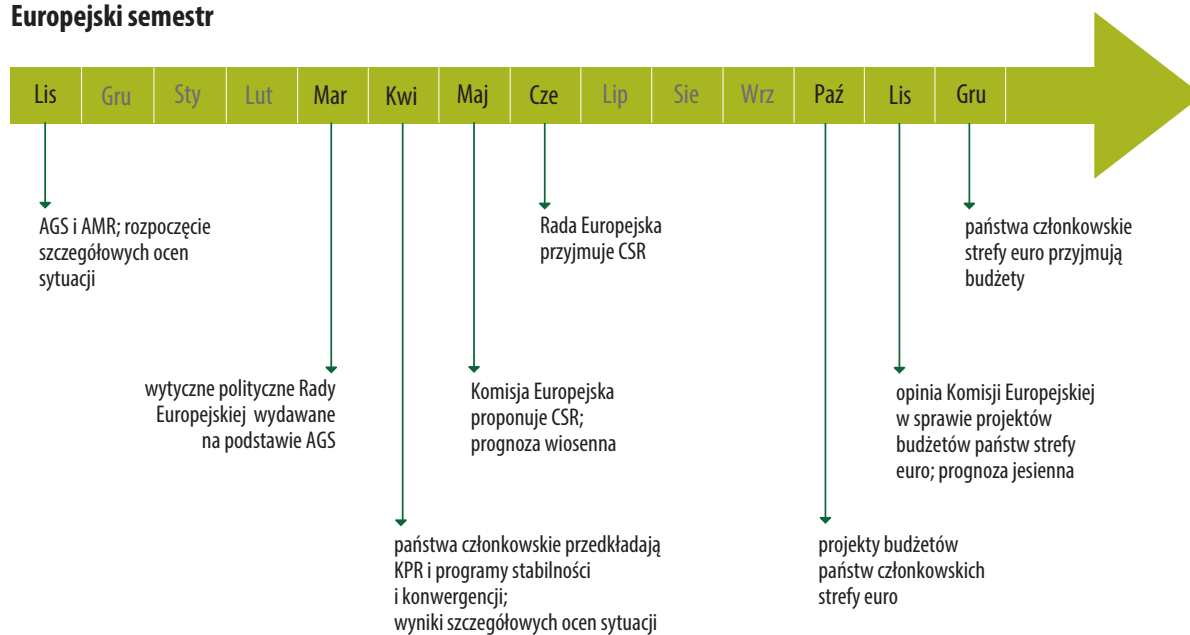 Europejski semestr
Lis Gru Sty Lut Mar Kwi Maj Cze Lip Sie Wrz Paź Lis Gru
AGS i AMR; rozpoczęcie
szczegółowych ocen
sytuacji
wytyczne polityczne Rady
Europejskiej wydawane
na podstawie AGS
państwa członkowskie przedkładają
KPR i programy stabilności
i konwergencji;
wyniki szczegółowych ocen sytuacji
Komisja Europejska
proponuje CSR;
prognoza wiosenna
Rada Europejska
przyjmuje CSR
projekty budżetów
państw członkowskich
strefy euro
opinia Komisji Europejskiej
w sprawie projektów
budżetów państw strefy
euro; prognoza jesienna
państwa członkowskie
strefy euro przyjmują
budżety